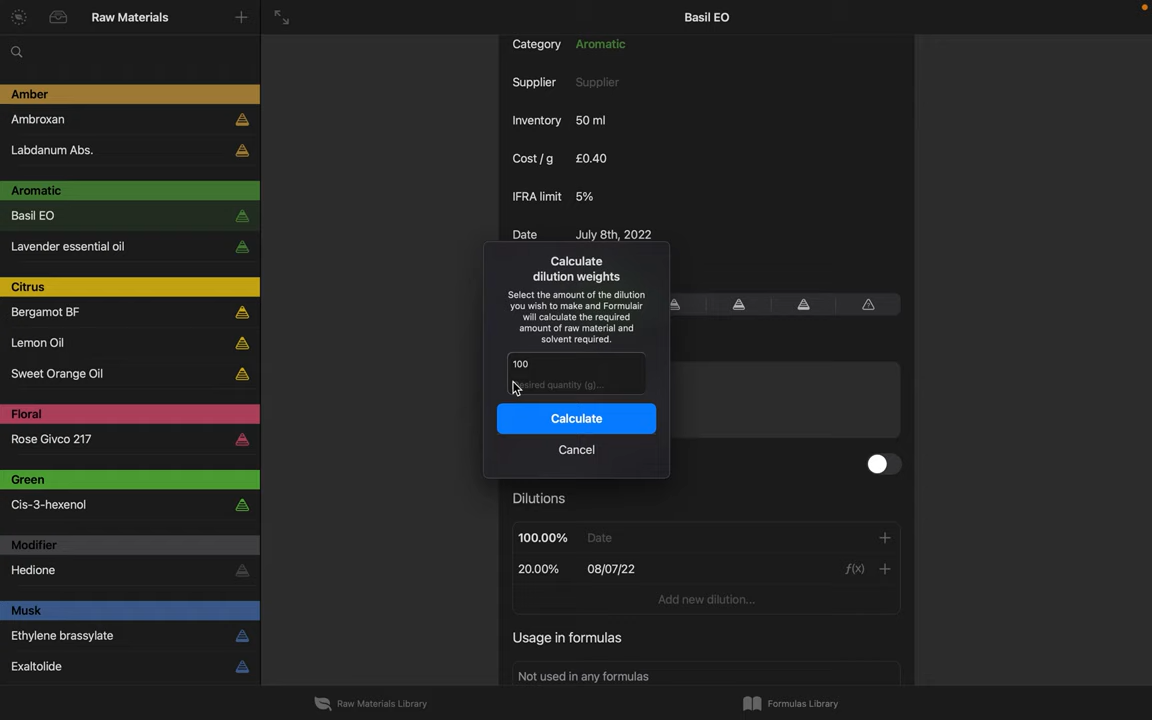 Raw Materials
Basil EO
Amber
Ambroxan
Labdanum Abs.
Aromatic
Basil EO
Lavender essential oil
Citrus
Bergamot BF
Lemon Oil
Sweet Orange Oil
Floral
Rose Givco 217
Green
Cis-3-hexenol
Modifier
Hedione
Musk
Ethylene brassylate
Exaltolide
Category Aromatic
Supplier Supplier
Inventory 50 ml
Cost / g £0.40
IFRA limit 5%
Date July 8th, 2022
Calculate
dilution weights
Select the amount of the dilution
you wish to make and Formulair
will calculate the required
amount of raw material and
solvent required.
100
quantity (g)...
Calculate
Cancel
Dilutions
100.00% Date
20.00% 08/07/22 f(x)
Add new dilution...
Usage in formulas
Not used in any formulas
Raw Materials Library
Formulas Library